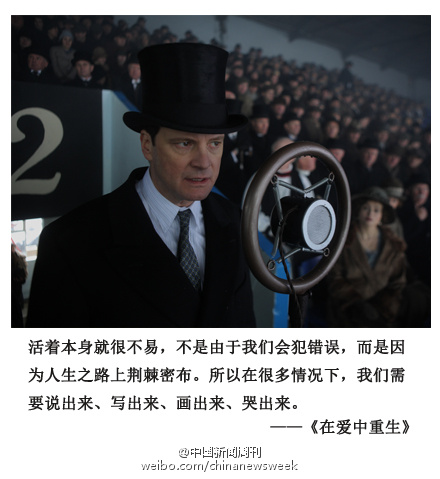 2
活着本身就很不易，不是由于我们会犯错误，而是因
为人生之路上荆棘密布。所以在很多情况下，我们需
要说出来、写出来、画出来、哭出来。
——《在爱中重生》
@中国新闻周刊
weibo.com/chinanewsweek